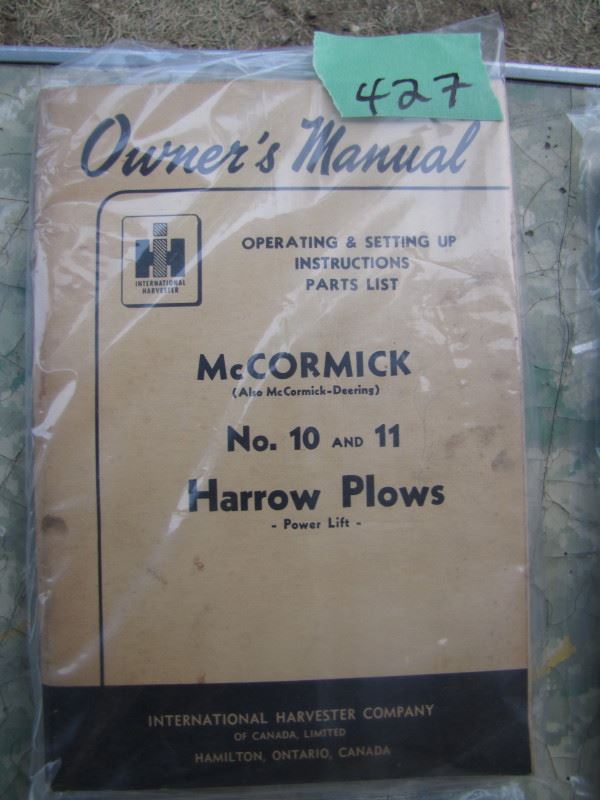 427
Owner's Manual
IH
INTERNATIONAL
HARVESTER
OPERATING & SETTING UP
INSTRUCTIONS
PARTS LIST
McCORMICK
(Also McCormick-Deering)
No. 10 AND 11
Harrow Plows
- Power Lift -
INTERNATIONAL HARVESTER COMPANY
OF CANADA, LIMITED
HAMILTON, ONTARIO, CANADA